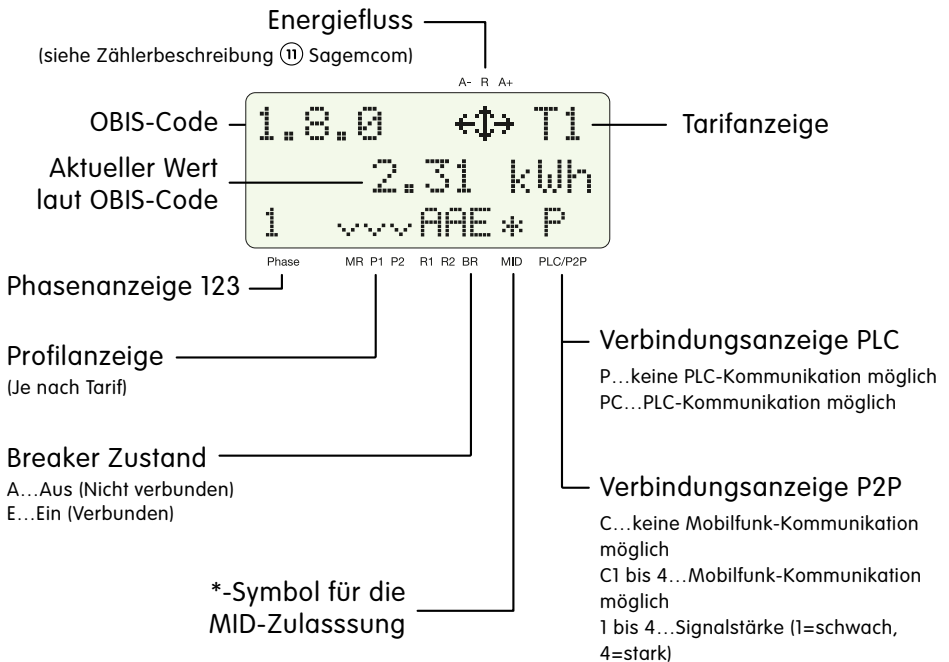 Energiefluss
(siehe Zählerbeschreibung ⑪ Sagemcom)
A- R A+
OBIS-Code
1.8.0 T1
Tarifanzeige
Aktueller Wert
laut OBIS-Code
2.31 kWh
1 AAE * P
Phase MR P1 P2 R1 R2 BR MID PLC/P2P
Phasenanzeige 123
Profilanzeige
(Je nach Tarif)
Breaker Zustand
A...Aus (Nicht verbunden)
E...Ein (Verbunden)
*-Symbol für die
MID-Zulasssung
Verbindungsanzeige PLC
P...keine PLC-Kommunikation möglich
PC...PLC-Kommunikation möglich
Verbindungsanzeige P2P
C...keine Mobilfunk-Kommunikation
möglich
C1 bis 4...Mobilfunk-Kommunikation
möglich
1 bis 4...Signalstärke (1=schwach,
4=stark)